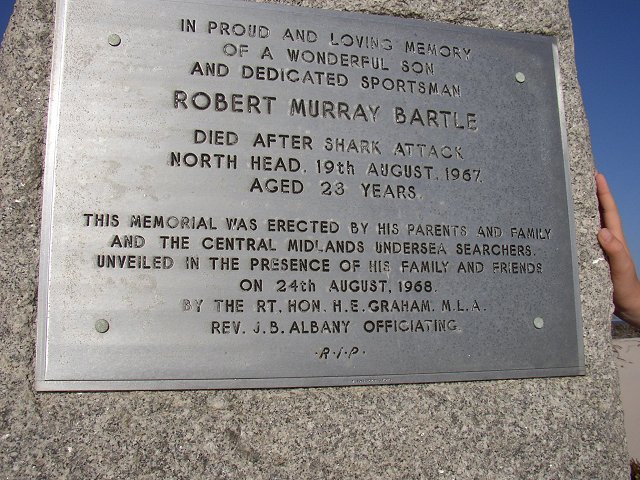 IN PROUD AND LOVING MEMORY
OF A WONDERFUL SON
AND DEDICATED SPORTSMAN
ROBERT MURRAY BARTLE
DIED AFTER SHARK ATTACK
NORTH HEAD, 19th AUGUST, 1967.
AGED 23 YEARS.
THIS MEMORIAL WAS ERECTED BY HIS PARENTS AND FAMILY
AND THE CENTRAL MIDLANDS UNDERSEA SEARCHERS.
UNVEILED IN THE PRESENCE OF HIS FAMILY AND FRIENDS
ON 24th AUGUST, 1968.
BY THE RT. HON. H.E. GRAHAM. M.L.A.
REV. J.B. ALBANY OFFICIATING.
·R·I·P·